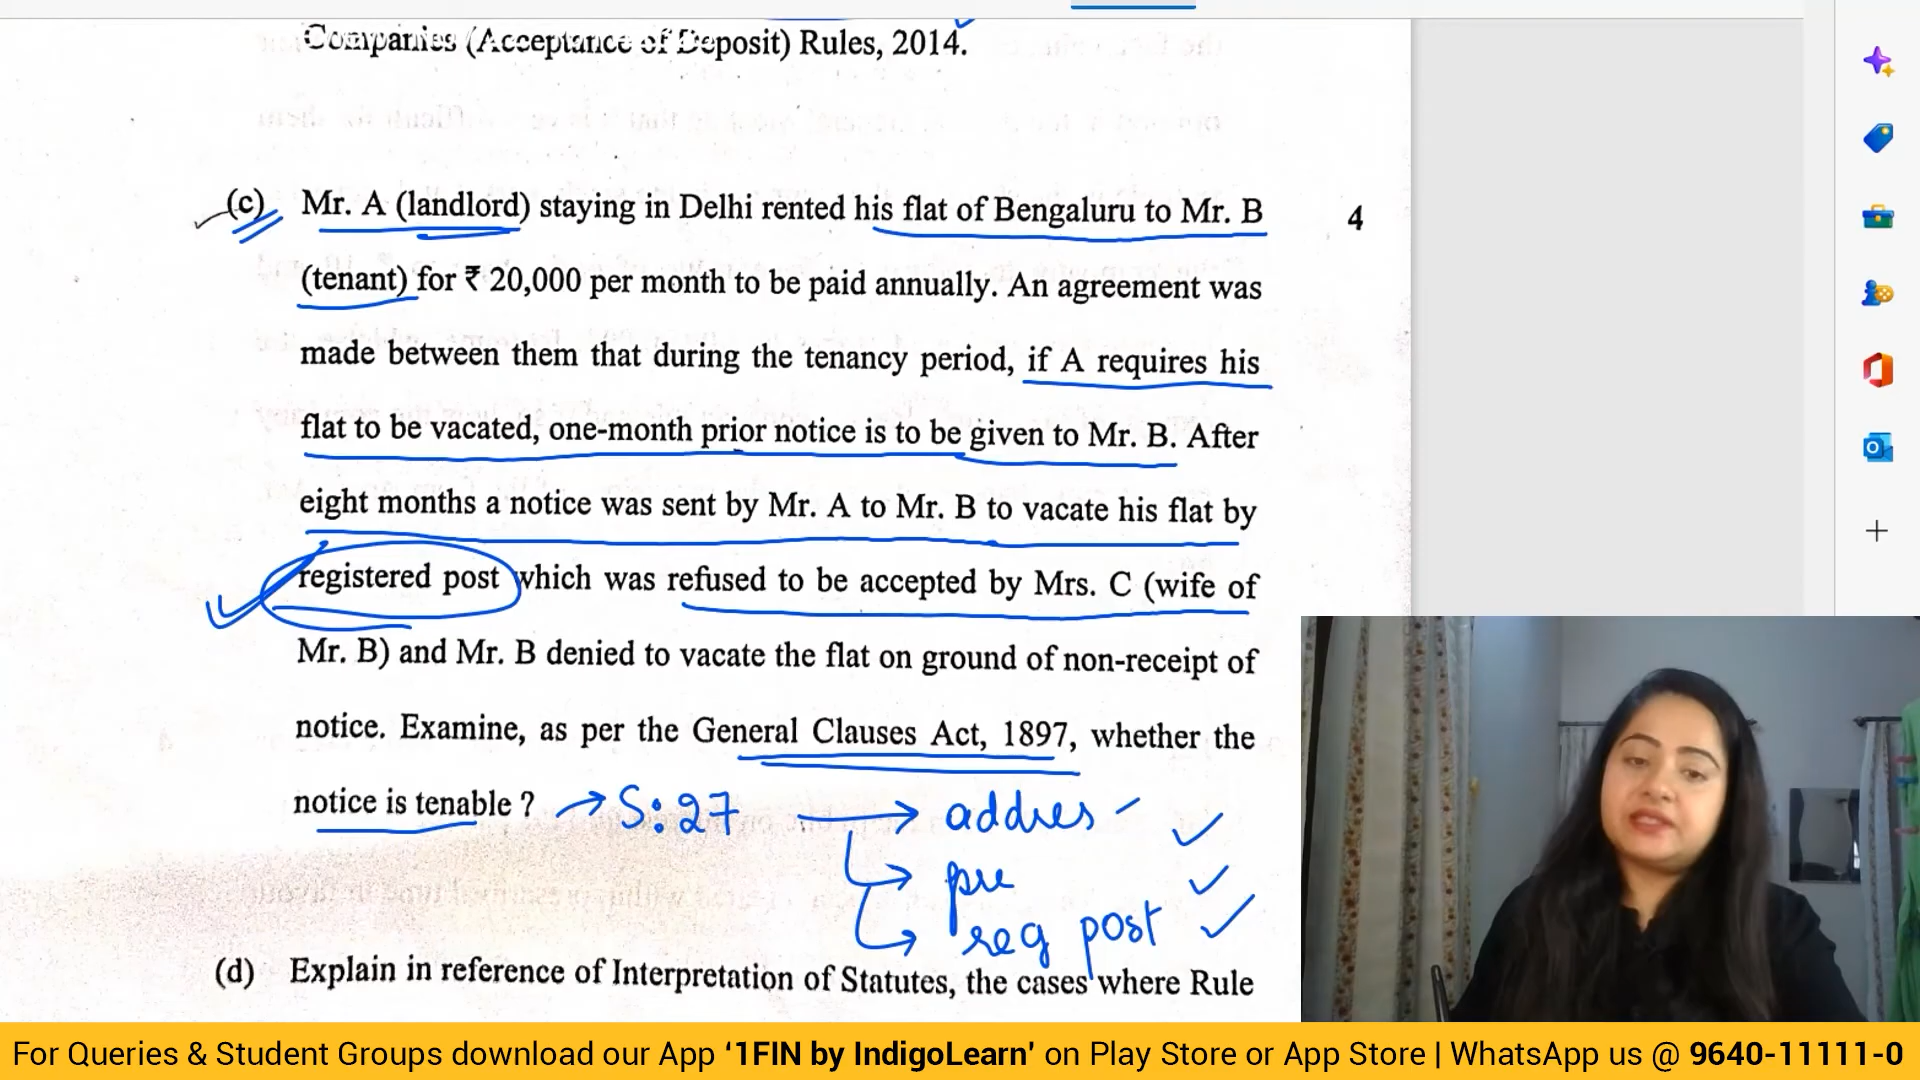 Companies (Acceptance of Deposit) Rules, 2014.
(c) Mr. A (landlord) staying in Delhi rented his flat of Bengaluru to Mr. B 4
(tenant) for ₹ 20,000 per month to be paid annually. An agreement was
made between them that during the tenancy period, if A requires his
flat to be vacated, one-month prior notice is to be given to Mr. B. After
eight months a notice was sent by Mr. A to Mr. B to vacate his flat by
registered post which was refused to be accepted by Mrs. C (wife of
Mr. B) and Mr. B denied to vacate the flat on ground of non-receipt of
notice. Examine, as per the General Clauses Act, 1897, whether the
notice is tenable ? → S:27 → addres
→ pre
→ reg post
(d) Explain in reference of Interpretation of Statutes, the cases where Rule
For Queries & Student Groups download our App '1FIN by IndigoLearn' on Play Store or App Store | WhatsApp us @ 9640-11111-0